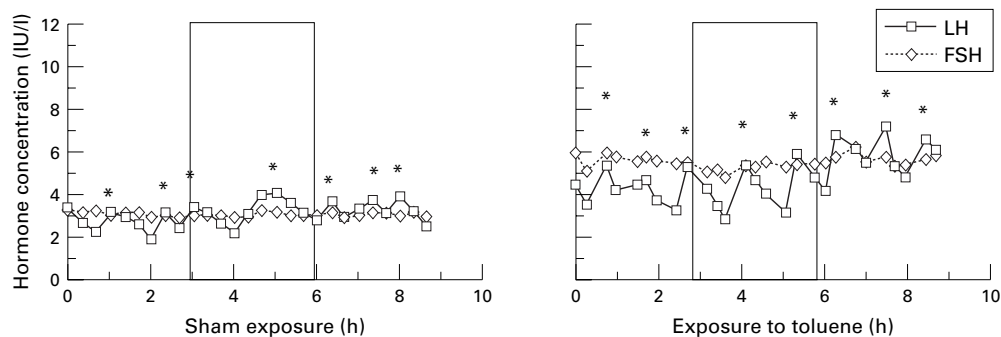 Hormone concentration (IU/l)
12
10
8
6
4
2
0
* * * * * * *
0 2 4 6 8 10
Sham exposure (h)
LH
FSH
* * * * * * * *
0 2 4 6 8 10
Exposure to toluene (h)